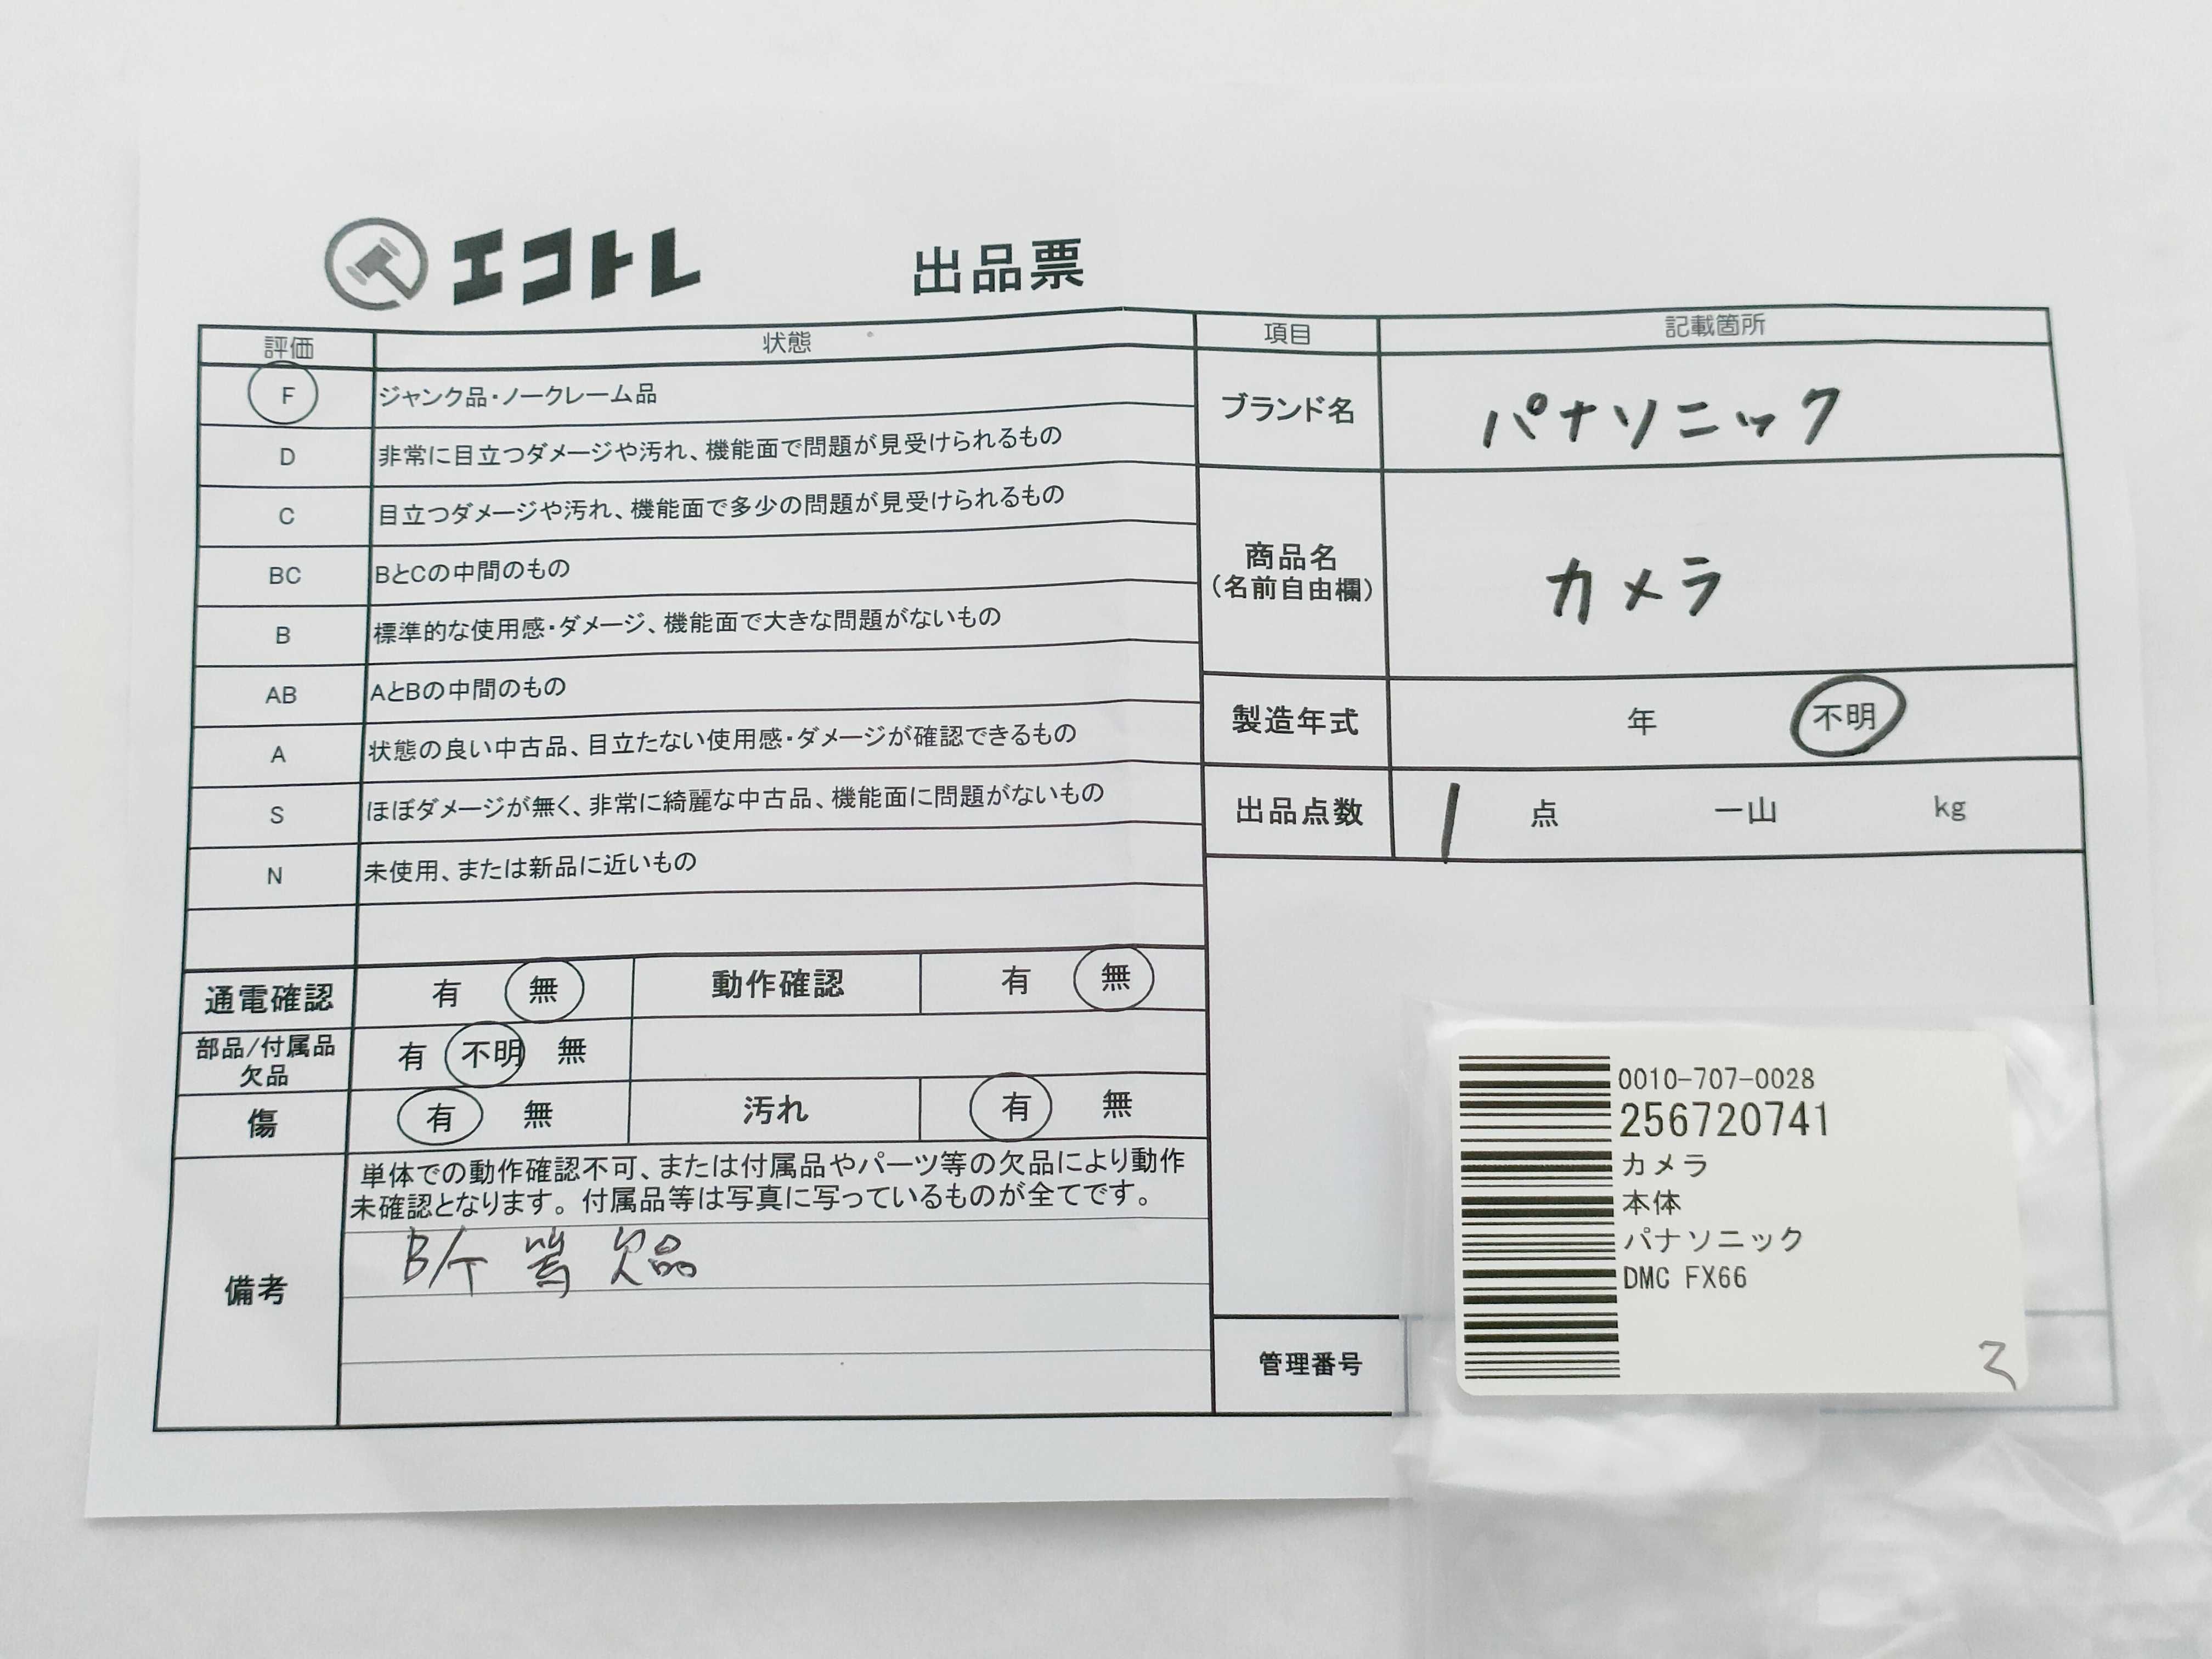 エコトレ 出品票
評価 状態
F ジャンク品・ノークレーム品
D 非常に目立つダメージや汚れ、機能面で問題が見受けられるもの
C 目立つダメージや汚れ、機能面で多少の問題が見受けられるもの
BC BとCの中間のもの
B 標準的な使用感・ダメージ、機能面で大きな問題がないもの
AB AとBの中間のもの
A 状態の良い中古品、目立たない使用感・ダメージが確認できるもの
S ほぼダメージが無く、非常に綺麗な中古品、機能面に問題がないもの
N 未使用、または新品に近いもの
通電確認 有 無 動作確認 有 無
部品/付属品
欠品 有 不明 無
傷 有 無 汚れ 有 無
備考
単体での動作確認不可、または付属品やパーツ等の欠品により動作
未確認となります。付属品等は写真に写っているものが全てです。
B/T 等 欠品
項目 記載箇所
ブランド名 パナソニック
商品名
(名前自由欄) カメラ
製造年式 年 不明
出品点数 1 点 一山 kg
管理番号
0010-707-0028
256720741
カメラ
本体
パナソニック
DMC FX66